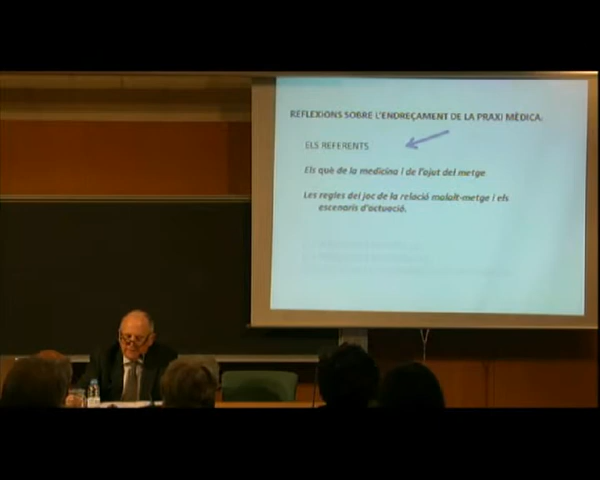 REFLEXIONS SOBRE L'ENDREÇAMENT DE LA PRAXI MÈDICA.
ELS REFERENTS
Els què de la medicina i de l'ajut del metge
Les regles del joc de la relació malalt-metge i els
escenaris d'actuació.